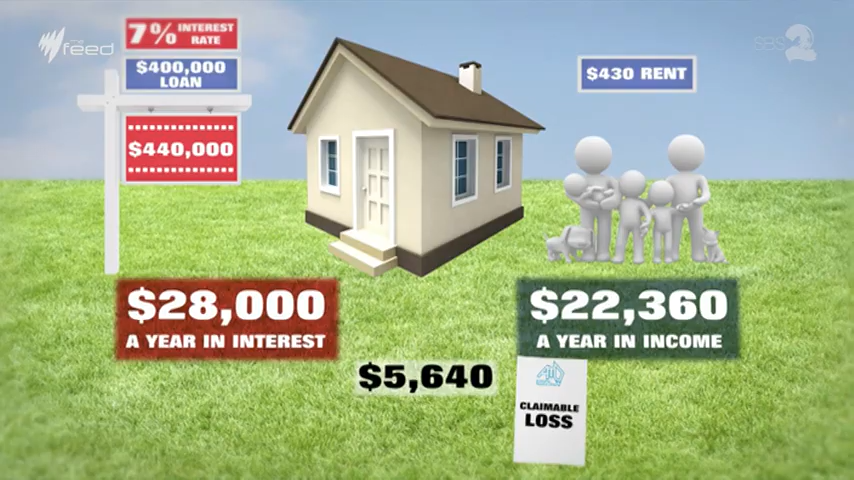 the feed
7% INTEREST
RATE
$400,000
LOAN
$440,000
sbs2
$430 RENT
$28,000
A YEAR IN INTEREST
$22,360
A YEAR IN INCOME
$5,640
CLAIMABLE
LOSS